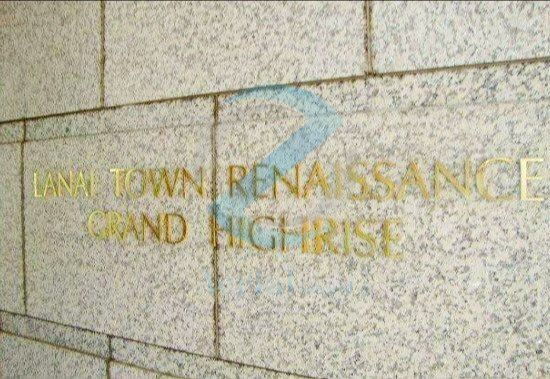 LANAI TOWN RENAISSANCE
GRAND HIGHRISE